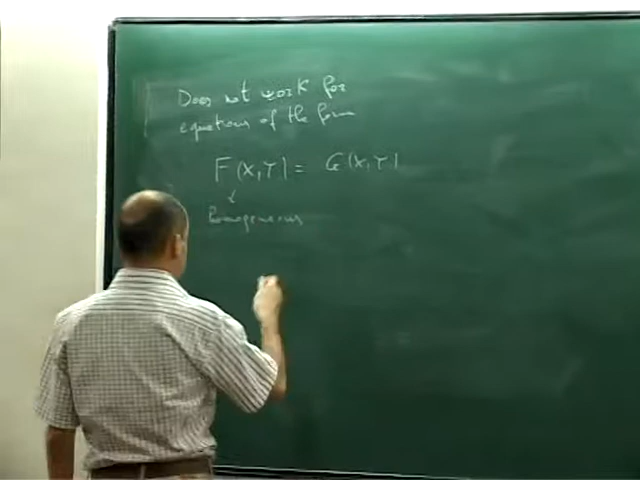 Does not work for
equations of the form
F(x,Y) = G(x,Y)
↓
homogeneous